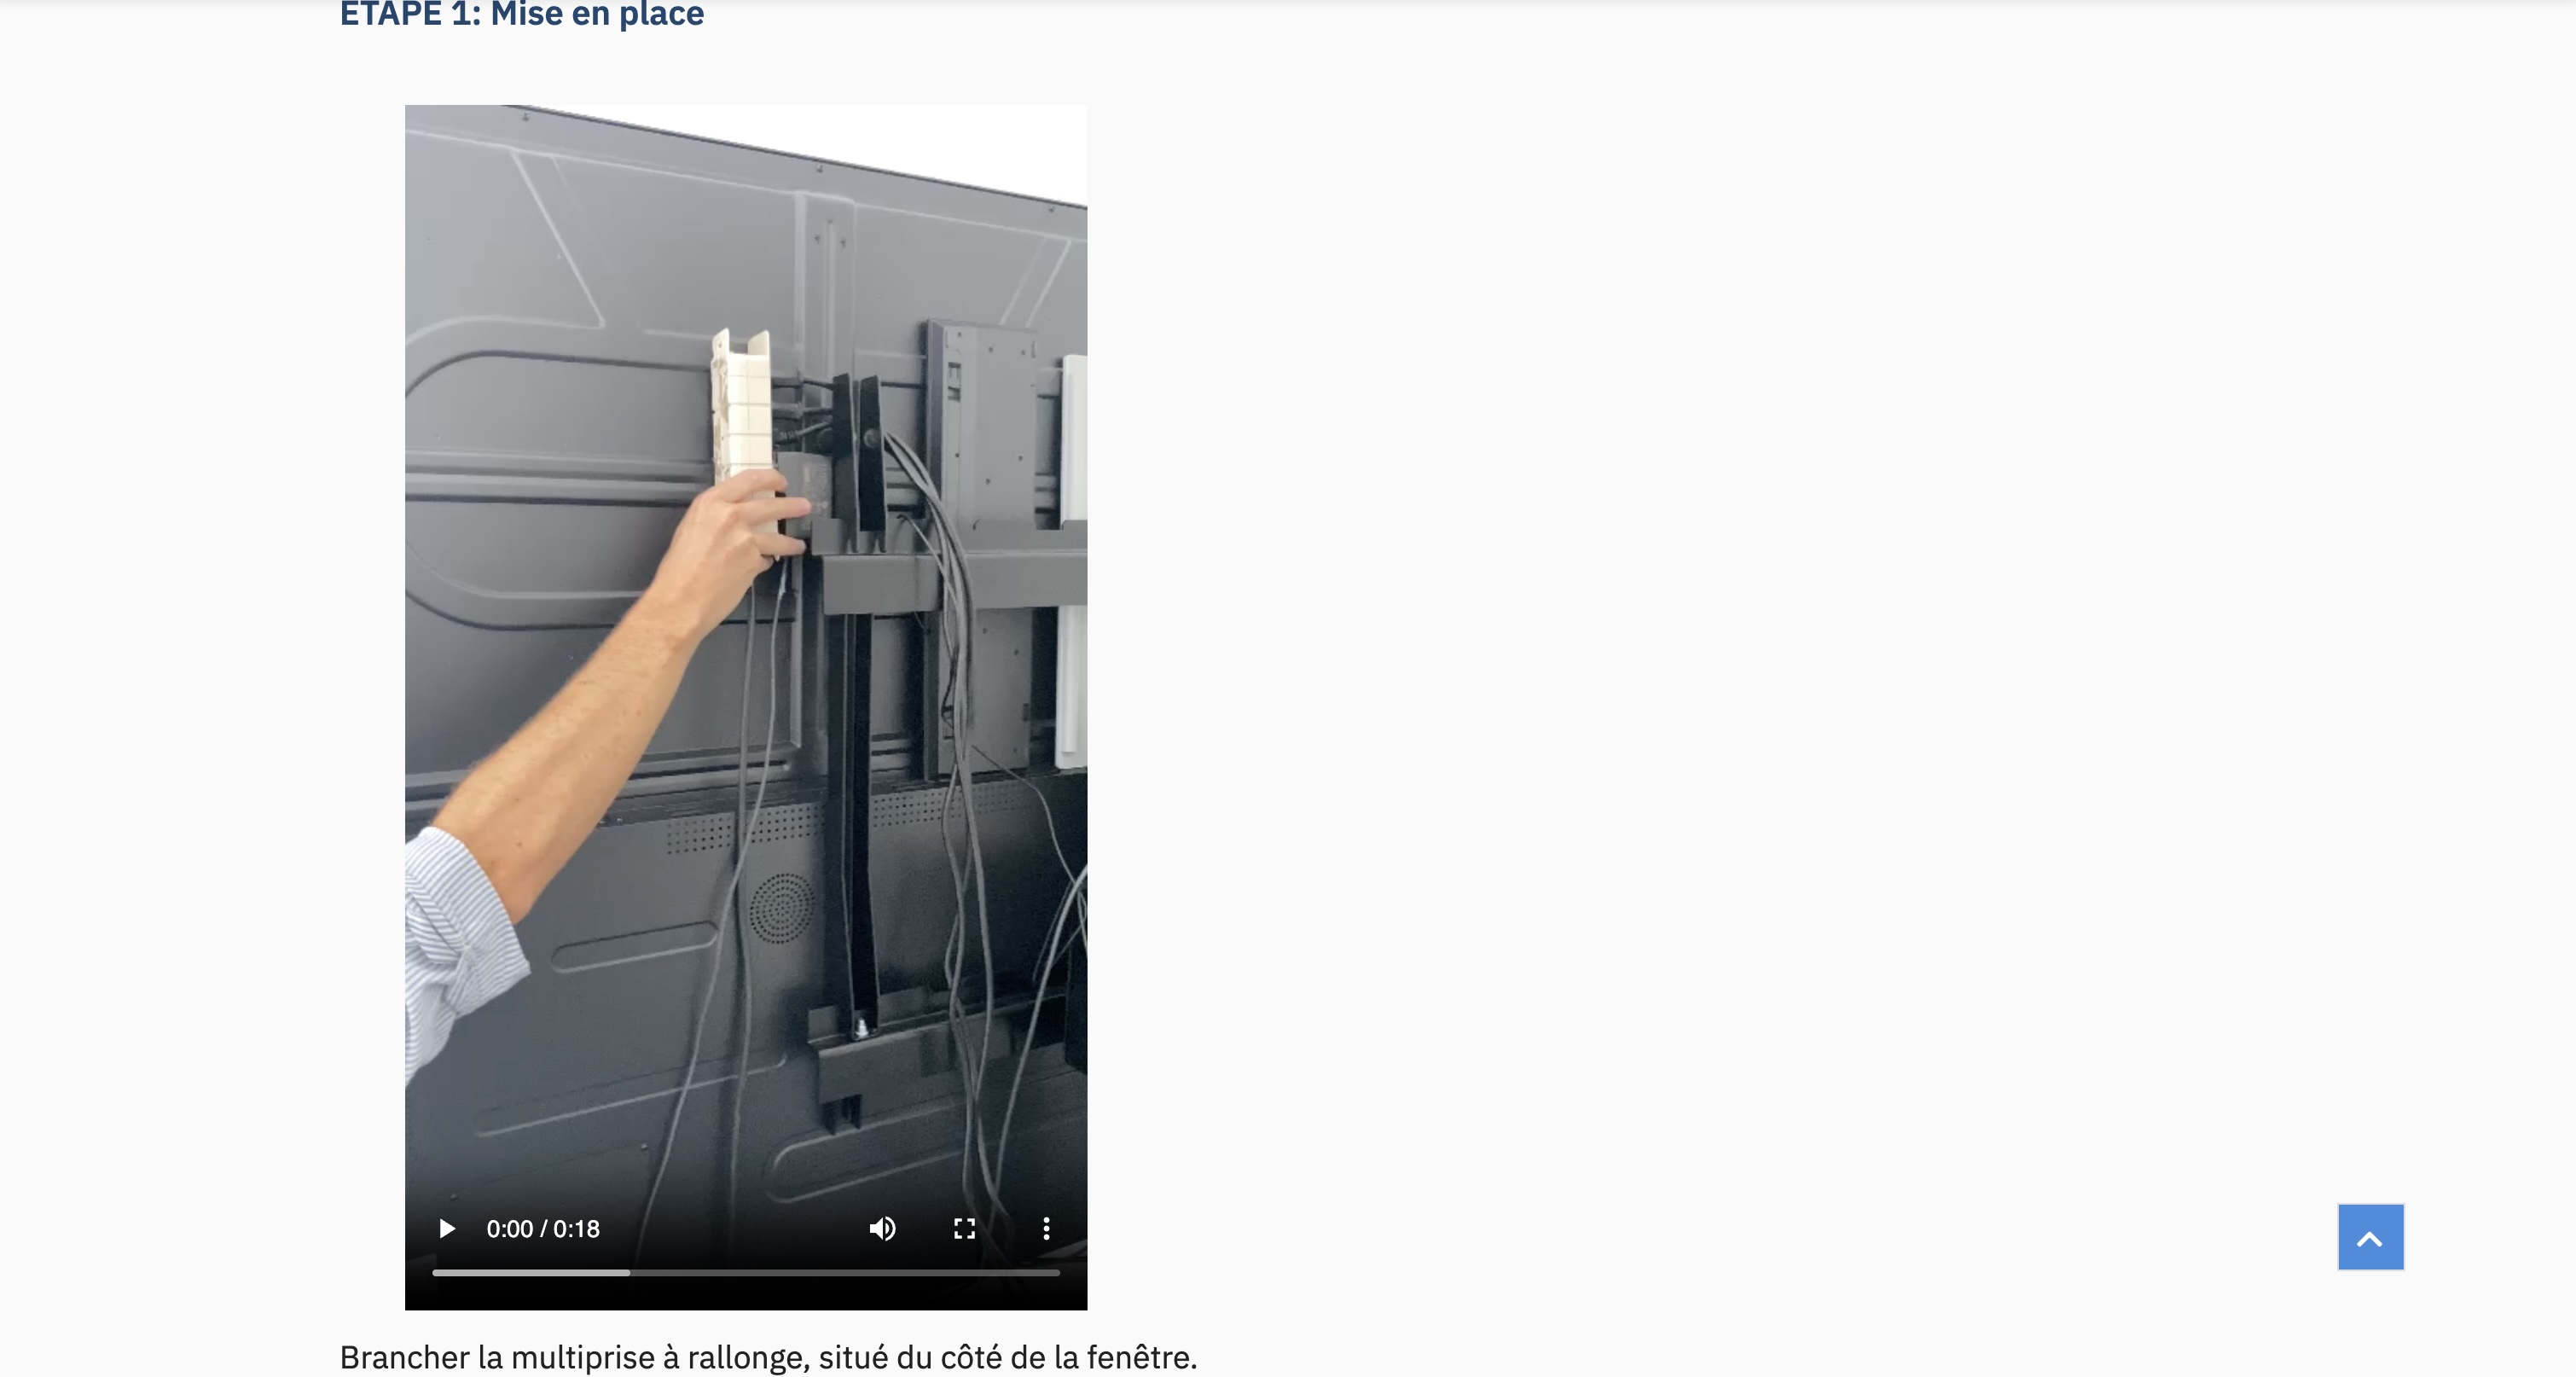 ETAPE 1: Mise en place
0:00 / 0:18
Brancher la multiprise à rallonge, situé du côté de la fenêtre.